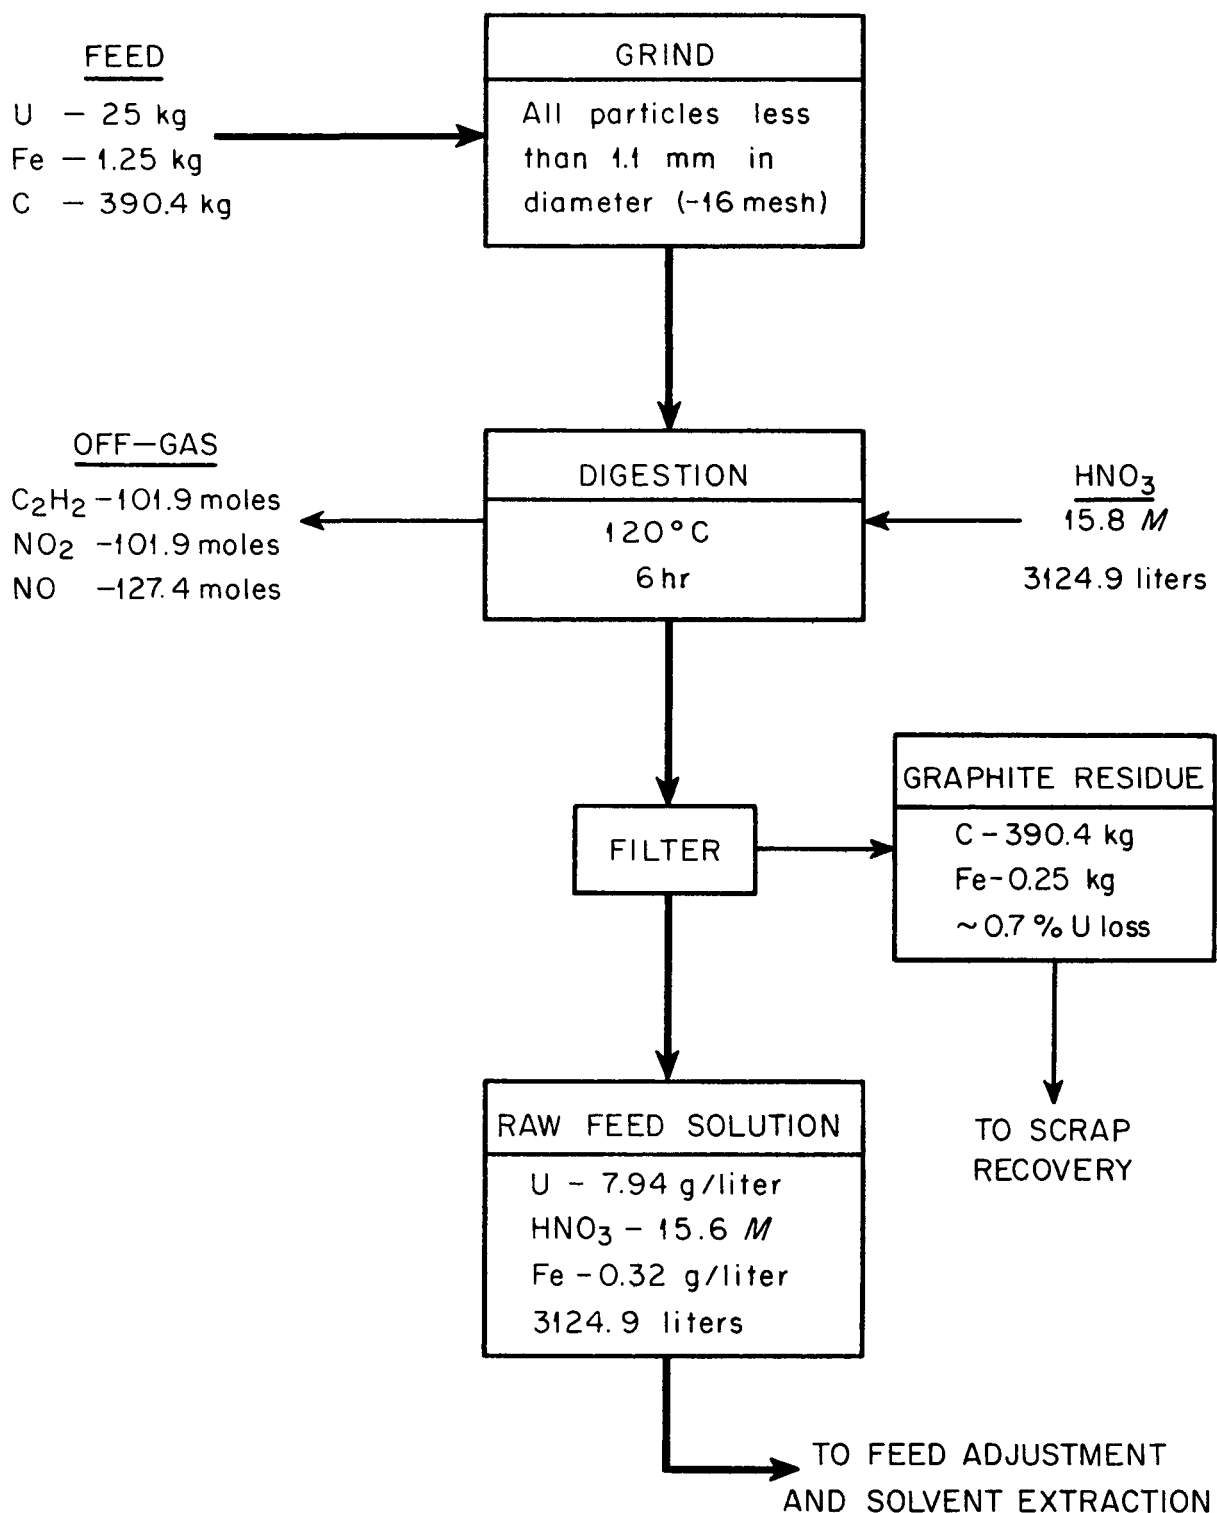 FEED
U – 25 kg
Fe – 1.25 kg
C – 390.4 kg
GRIND
All particles less
than 1.1 mm in
diameter (-16 mesh)
OFF–GAS
C₂H₂ –101.9 moles
NO₂ –101.9 moles
NO –127.4 moles
DIGESTION
120°C
6 hr
HNO₃
15.8 M
3124.9 liters
FILTER
GRAPHITE RESIDUE
C – 390.4 kg
Fe – 0.25 kg
~ 0.7 % U loss
TO SCRAP
RECOVERY
RAW FEED SOLUTION
U – 7.94 g/liter
HNO₃ – 15.6 M
Fe – 0.32 g/liter
3124.9 liters
TO FEED ADJUSTMENT
AND SOLVENT EXTRACTION